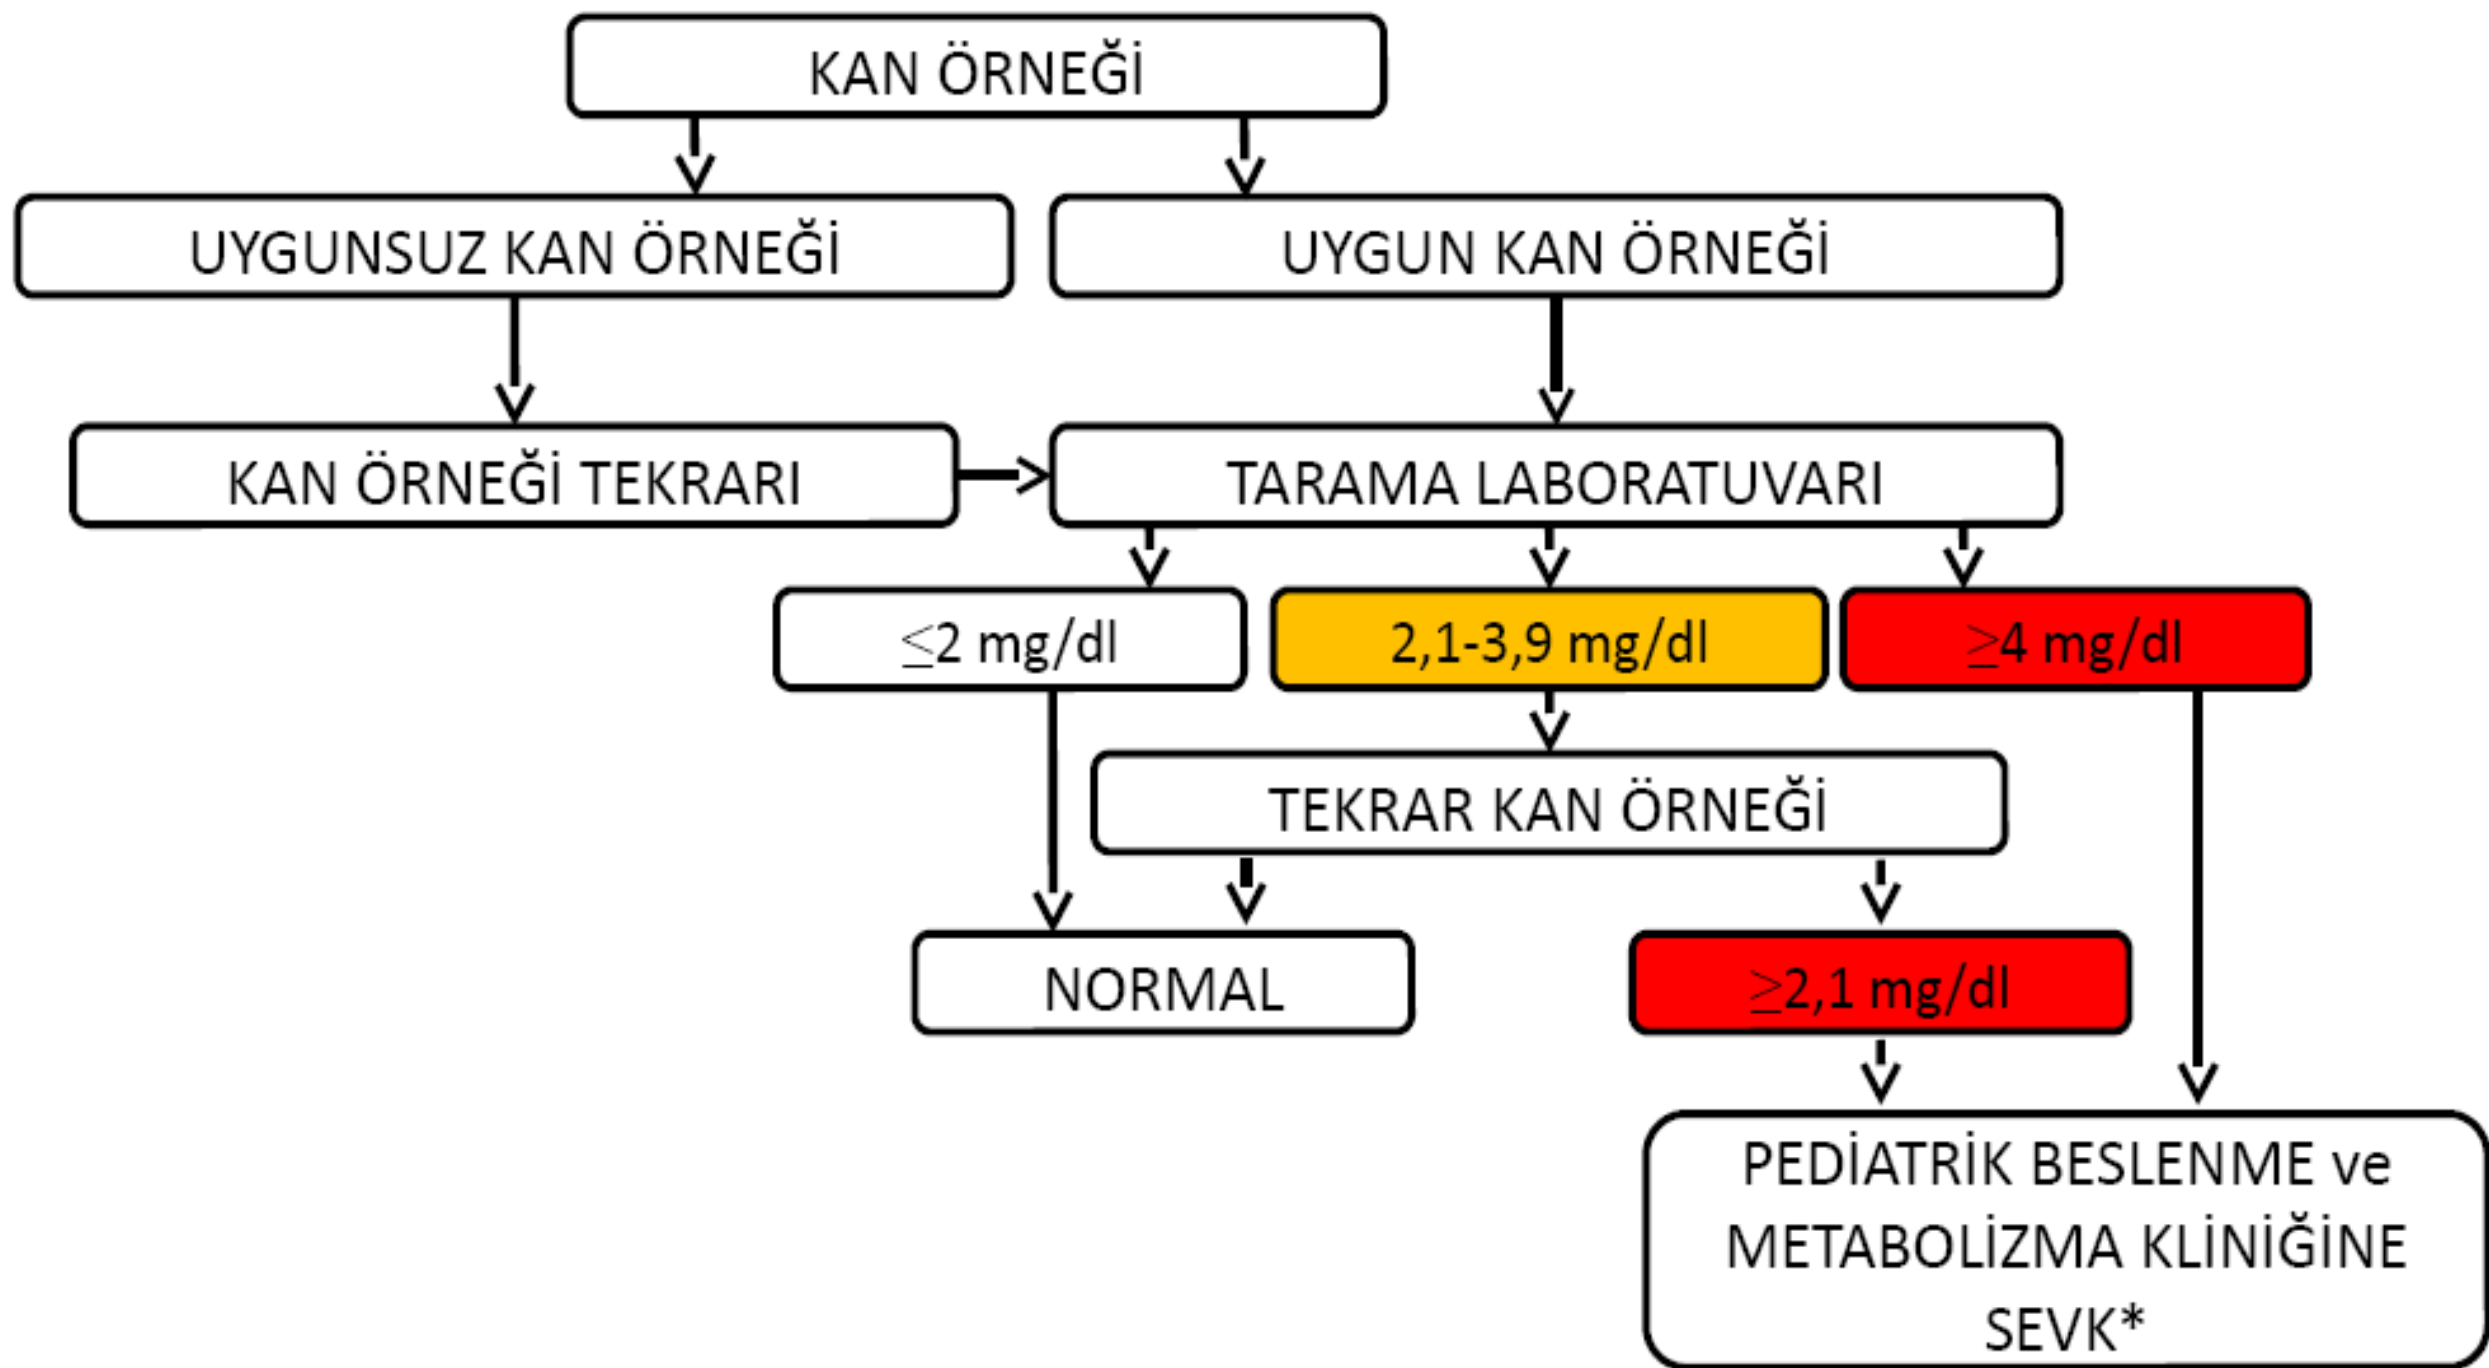 KAN ÖRNEĞİ
UYGUNSUZ KAN ÖRNEĞİ
UYGUN KAN ÖRNEĞİ
KAN ÖRNEĞİ TEKRARI
TARAMA LABORATUVARI
≤2 mg/dl
2,1-3,9 mg/dl
≥4 mg/dl
TEKRAR KAN ÖRNEĞİ
NORMAL
≥2,1 mg/dl
PEDİATRİK BESLENME ve
METABOLİZMA KLİNİĞİNE
SEVK*